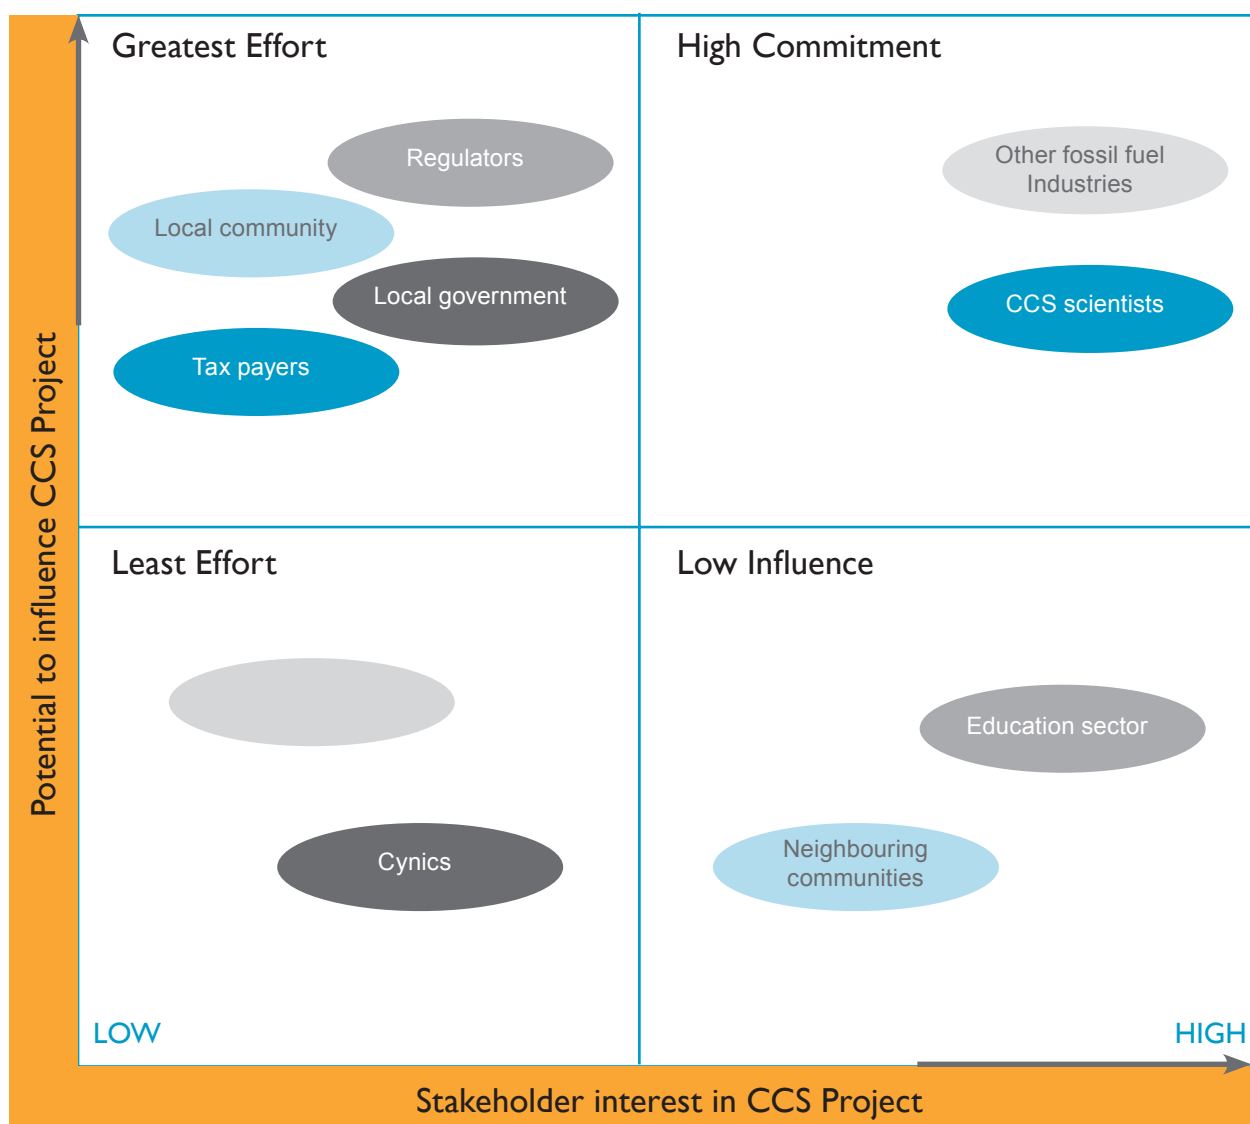 Greatest Effort
High Commitment
Regulators
Other fossil fuel
Industries
Local community
Local government
CCS scientists
Tax payers
Potential to influence CCS Project
Least Effort
Low Influence
Education sector
Cynics
Neighbouring
communities
LOW
HIGH
Stakeholder interest in CCS Project